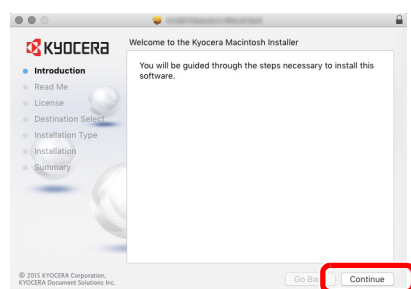 KYOCERA
Welcome to the Kyocera Macintosh Installer
You will be guided through the steps necessary to install this
software.
Introduction
Read Me
License
Destination Select
Installation Type
Installation
Summary
© 2015 KYOCERA Corporation,
KYOCERA Document Solutions Inc.
Go Ba
Continue